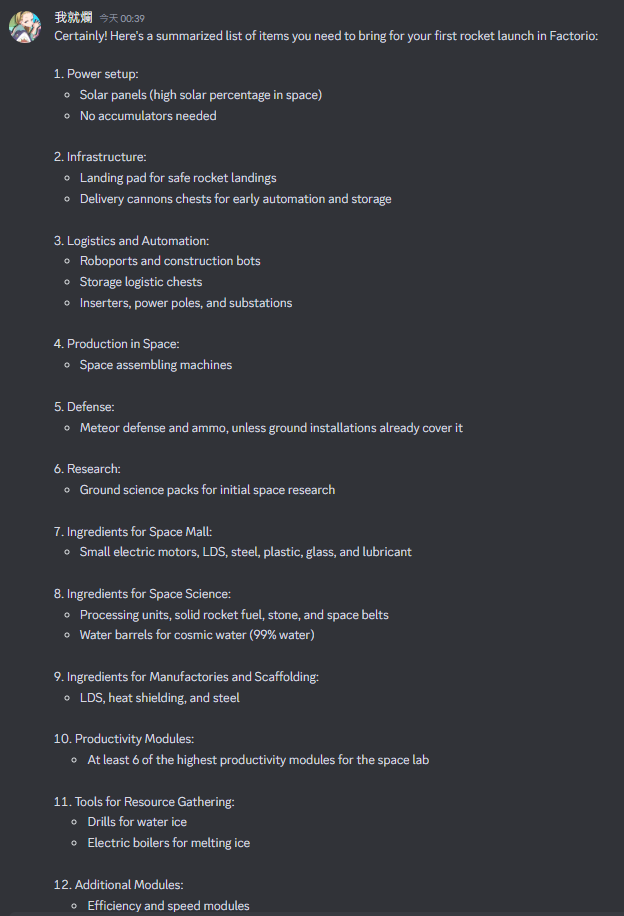 我就爛 今天 00:39
Certainly! Here's a summarized list of items you need to bring for your first rocket launch in Factorio:
1. Power setup:
○ Solar panels (high solar percentage in space)
○ No accumulators needed
2. Infrastructure:
○ Landing pad for safe rocket landings
○ Delivery cannons chests for early automation and storage
3. Logistics and Automation:
○ Roboports and construction bots
○ Storage logistic chests
○ Inserters, power poles, and substations
4. Production in Space:
○ Space assembling machines
5. Defense:
○ Meteor defense and ammo, unless ground installations already cover it
6. Research:
○ Ground science packs for initial space research
7. Ingredients for Space Mall:
○ Small electric motors, LDS, steel, plastic, glass, and lubricant
8. Ingredients for Space Science:
○ Processing units, solid rocket fuel, stone, and space belts
○ Water barrels for cosmic water (99% water)
9. Ingredients for Manufactories and Scaffolding:
○ LDS, heat shielding, and steel
10. Productivity Modules:
○ At least 6 of the highest productivity modules for the space lab
11. Tools for Resource Gathering:
○ Drills for water ice
○ Electric boilers for melting ice
12. Additional Modules:
○ Efficiency and speed modules